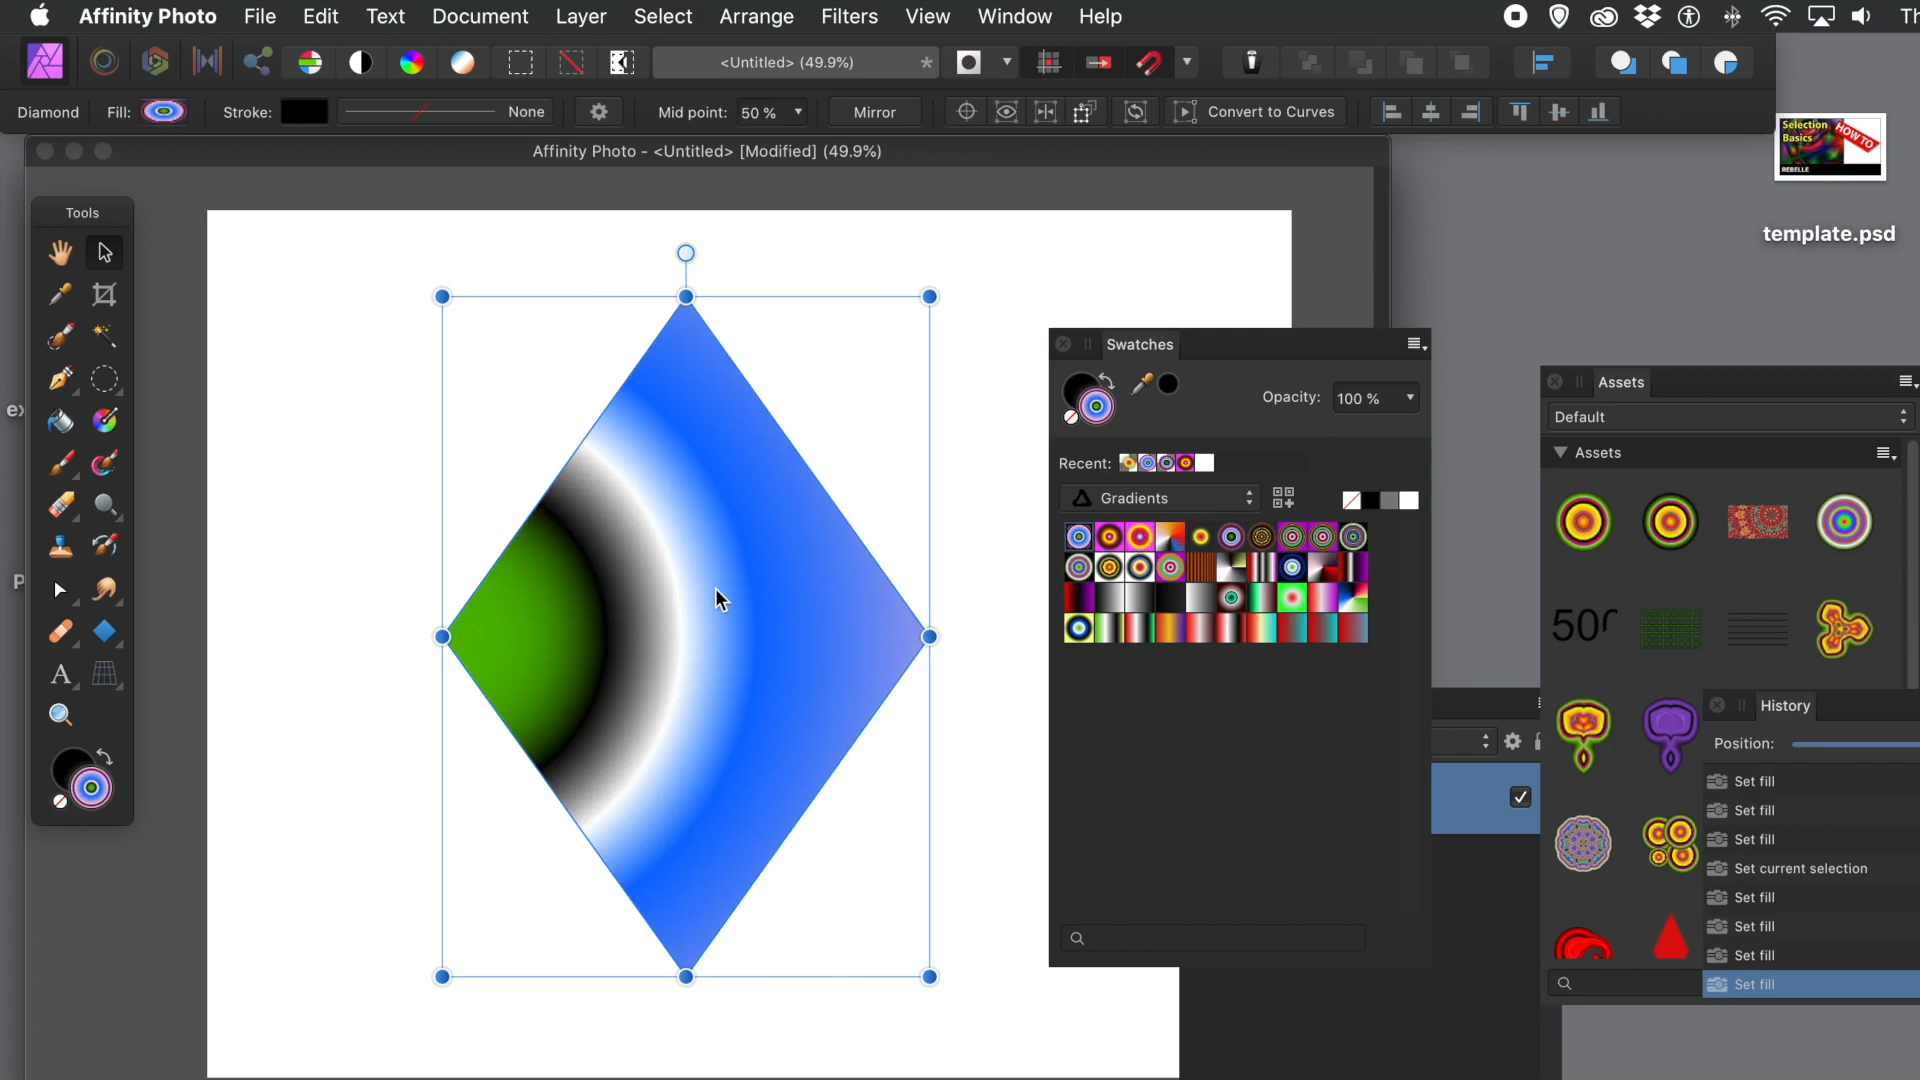 Affinity Photo File Edit Text Document Layer Select Arrange Filters View Window Help Th
<Untitled> (49.9%) *
Diamond Fill: Stroke: None Mid point: 50 % Mirror Convert to Curves
Affinity Photo - <Untitled> [Modified] (49.9%)
Selection
Basics
HOW TO
REBELLE
template.psd
Tools
Swatches
Opacity: 100 %
Recent:
Gradients
Assets
Default
Assets
ex
P
A
History
Position:
Set fill
Set fill
Set fill
Set current selection
Set fill
Set fill
Set fill
Set fill